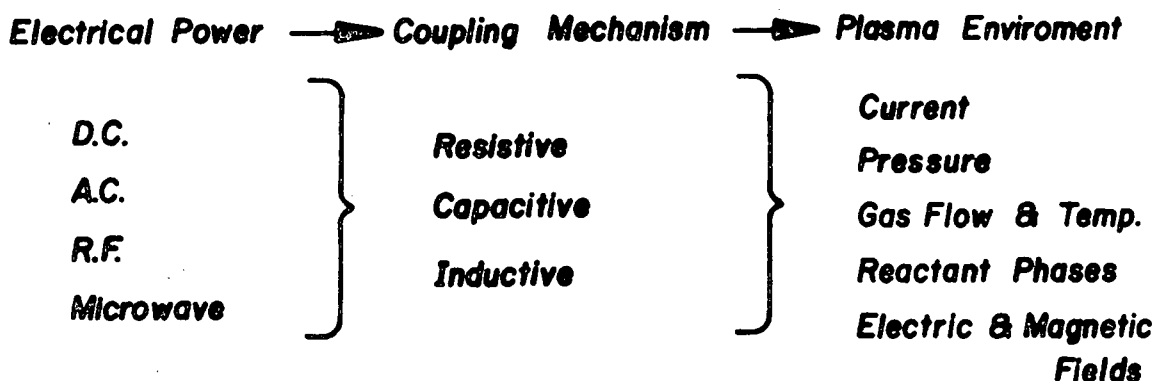 Electrical Power → Coupling Mechanism → Plasma Enviroment
D.C.
A.C.
R.F.
Microwave
Resistive
Capacitive
Inductive
Current
Pressure
Gas Flow & Temp.
Reactant Phases
Electric & Magnetic
Fields